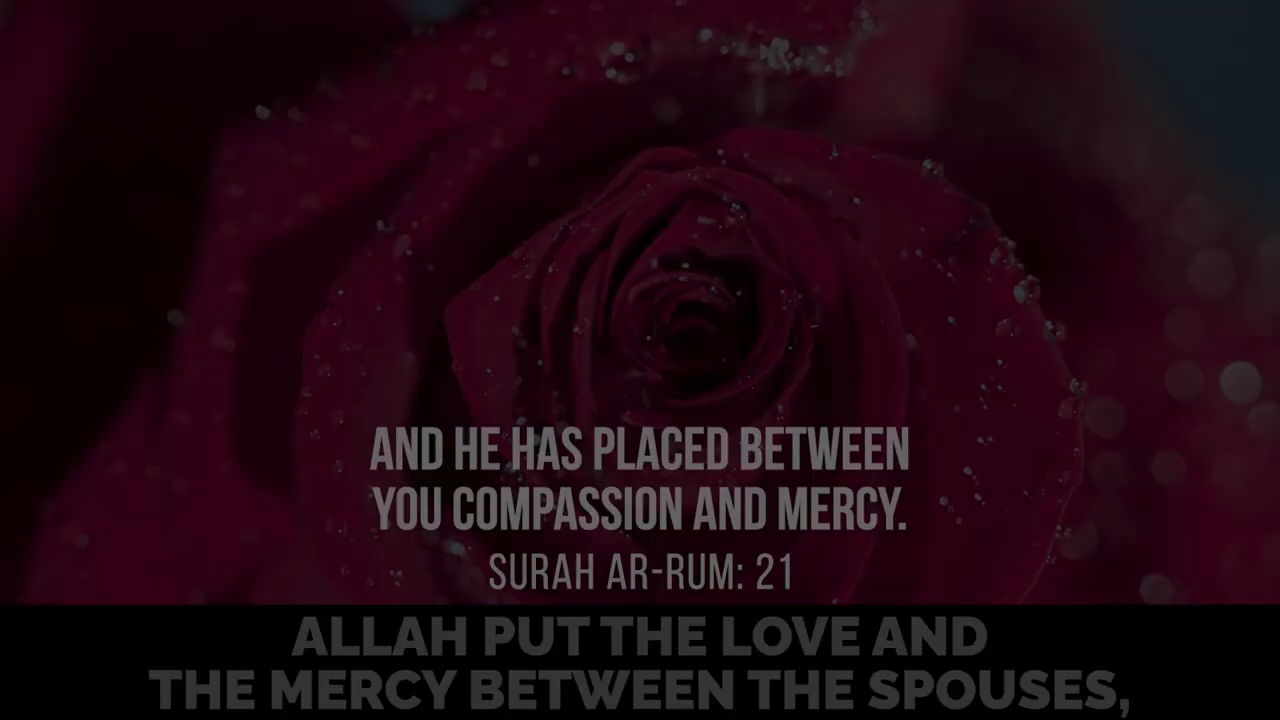 AND HE HAS PLACED BETWEEN
YOU COMPASSION AND MERCY.
SURAH AR-RUM: 21
ALLAH PUT THE LOVE AND
THE MERCY BETWEEN THE SPOUSES,